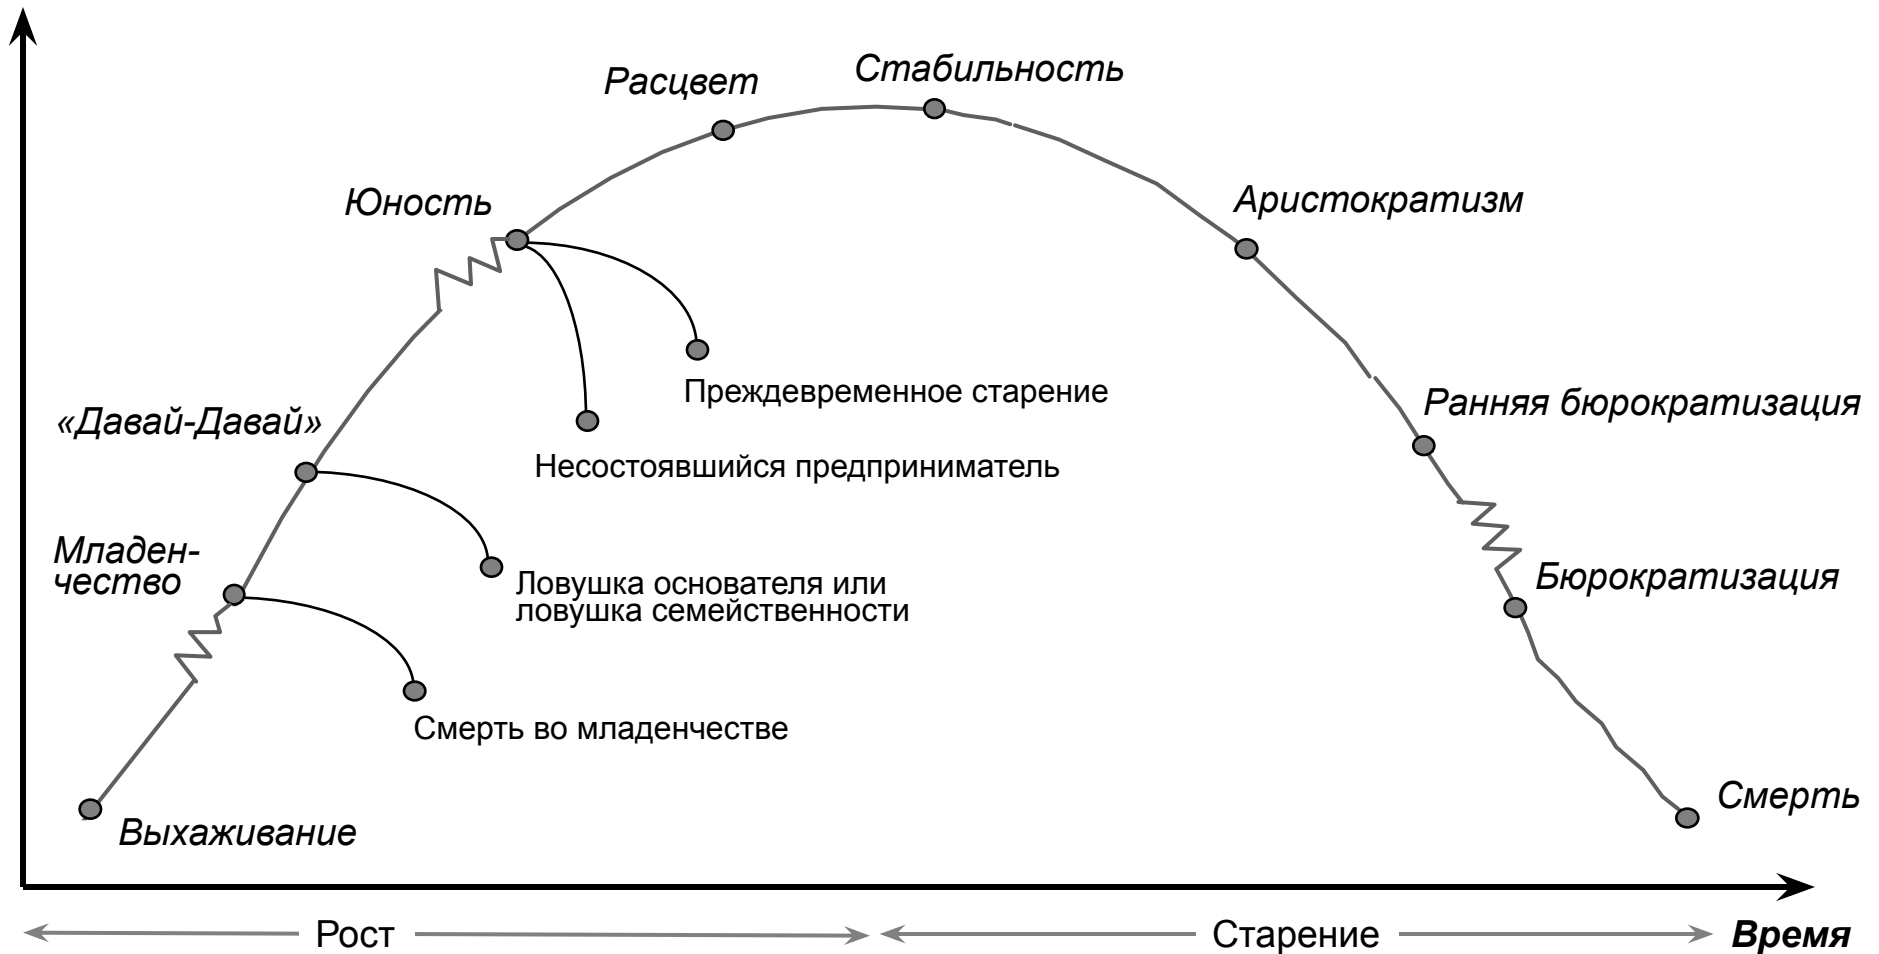 Стабильность
Расцвет
Юность
Аристократизм
Преждевременное старение
«Давай-Давай»
Ранняя бюрократизация
Несостоявшийся предприниматель
Младен-
чество
Ловушка основателя или
ловушка семейственности
Бюрократизация
Смерть во младенчестве
Смерть
Выхаживание
Рост
Старение
Время